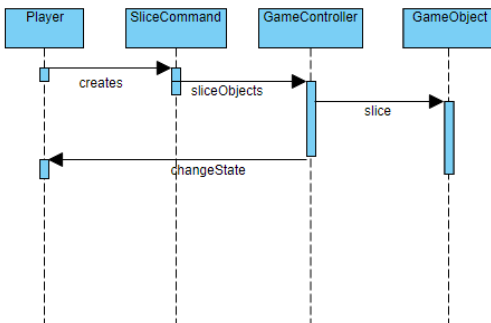 Player
SliceCommand
GameController
GameObject
creates
sliceObjects
slice
changeState